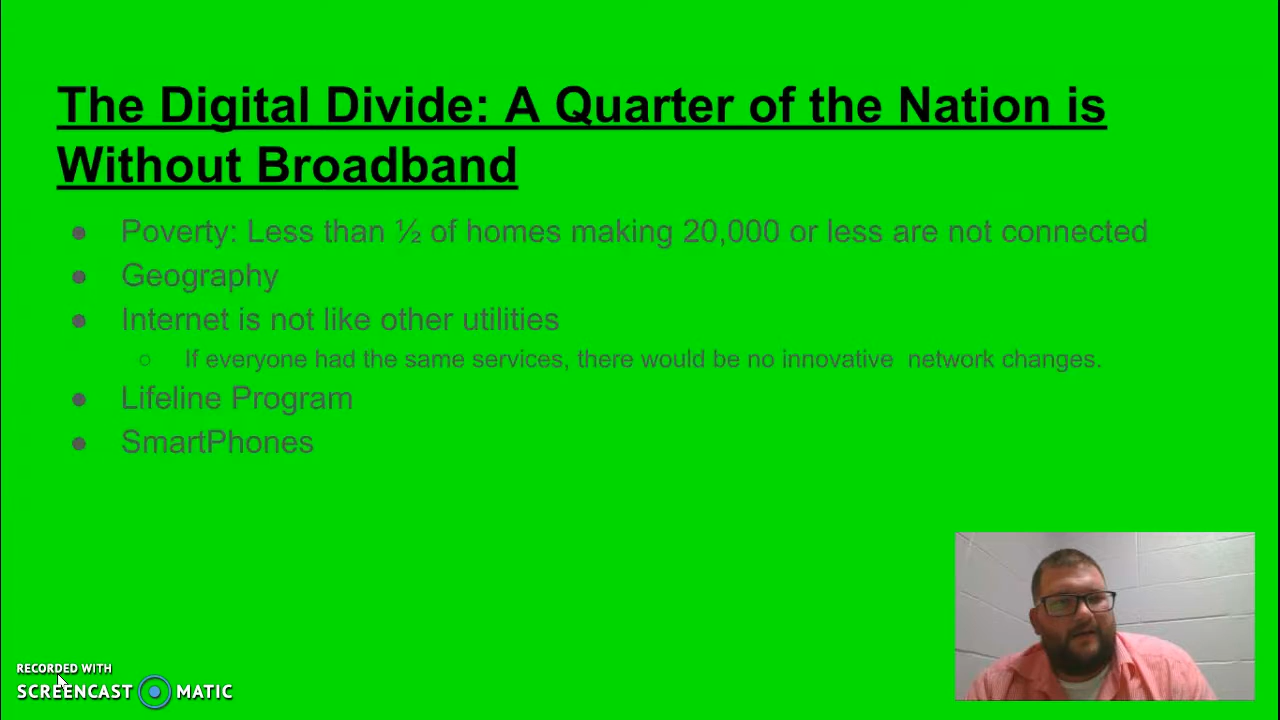 The Digital Divide: A Quarter of the Nation is
Without Broadband
● Poverty: Less than ½ of homes making 20,000 or less are not connected
● Geography
● Internet is not like other utilities
○ If everyone had the same services, there would be no innovative network changes.
● Lifeline Program
● SmartPhones
RECORDED WITH
SCREENCAST MATIC